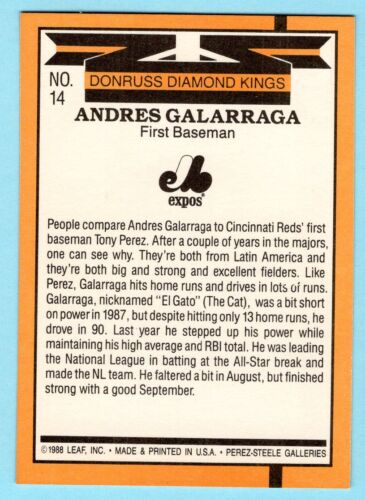 NO.
14
DONRUSS DIAMOND KINGS
ANDRES GALARRAGA
First Baseman
expos
People compare Andres Galarraga to Cincinnati Reds' first
baseman Tony Perez. After a couple of years in the majors,
one can see why. They're both from Latin America and
they're both big and strong and excellent fielders. Like
Perez, Galarraga hits home runs and drives in lots of runs.
Galarraga, nicknamed "El Gato" (The Cat), was a bit short
on power in 1987, but despite hitting only 13 home runs, he
drove in 90. Last year he stepped up his power while
maintaining his high average and RBI total. He was leading
the National League in batting at the All-Star break and
made the NL team. He faltered a bit in August, but finished
strong with a good September.
©1988 LEAF, INC. • MADE & PRINTED IN U.S.A. • PEREZ-STEELE GALLERIES